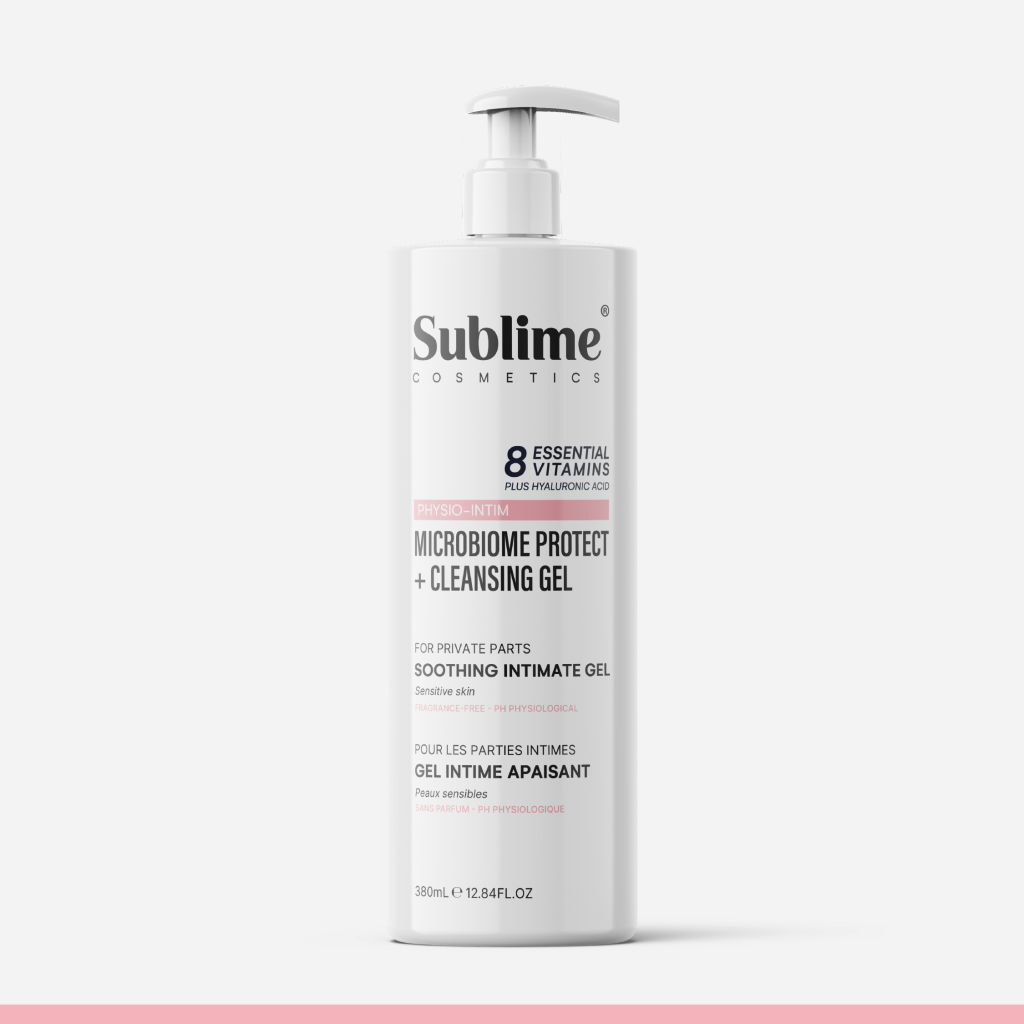 Sublime®
COSMETICS
8 ESSENTIAL
VITAMINS
PLUS HYALURONIC ACID
PHYSIO-INTIM
MICROBIOME PROTECT
+ CLEANSING GEL
FOR PRIVATE PARTS
SOOTHING INTIMATE GEL
Sensitive skin
FRAGRANCE-FREE - PH PHYSIOLOGICAL
POUR LES PARTIES INTIMES
GEL INTIME APAISANT
Peaux sensibles
SANS PARFUM - PH PHYSIOLOGIQUE
380mL ℮ 12.84FL.OZ